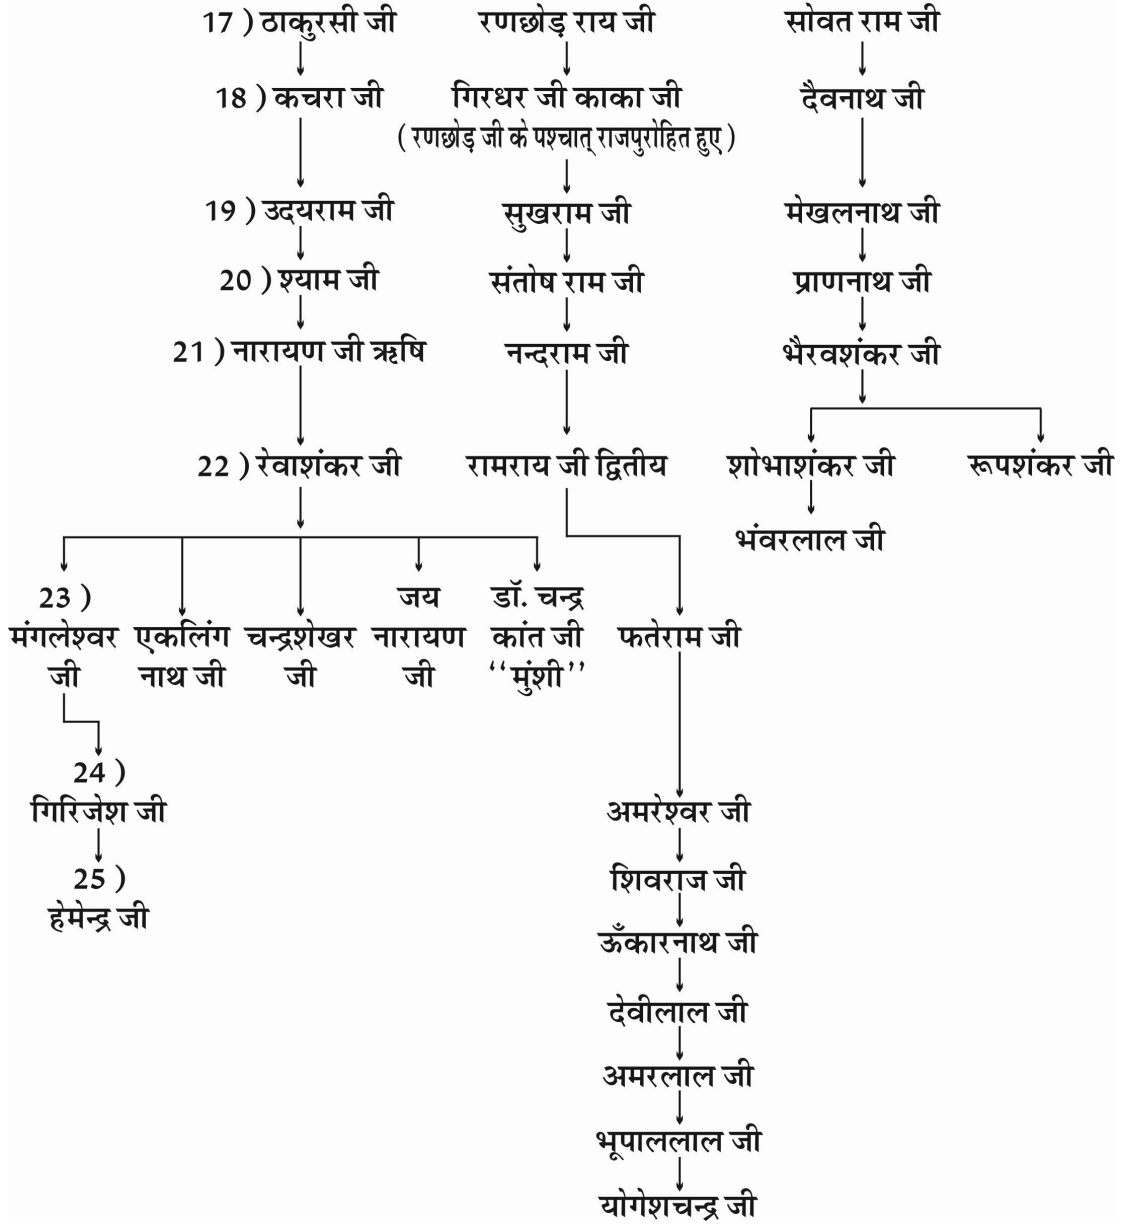 17 ) ठाकुरसी जी रणछोड़ राय जी सोवत राम जी
18 ) कचरा जी गिरधर जी काका जी दैवनाथ जी
( रणछोड़ जी के पश्चात् राजपुरोहित हुए )
19 ) उदयराम जी सुखराम जी मेखलनाथ जी
20 ) श्याम जी संतोष राम जी प्राणनाथ जी
21 ) नारायण जी ऋषि नन्दराम जी भैरवशंकर जी
22 ) रेवाशंकर जी रामराय जी द्वितीय शोभाशंकर जी रूपशंकर जी
भंवरलाल जी
23 ) जय डॉ. चन्द्र
मंगलेश्वर एकलिंग चन्द्रशेखर नारायण कांत जी फतेराम जी
जी नाथ जी जी जी ‘‘मुंशी’’
24 )
गिरिजेश जी अमरेश्वर जी
25 ) शिवराज जी
हेमेन्द्र जी
ऊँकारनाथ जी
देवीलाल जी
अमरलाल जी
भूपाललाल जी
योगेशचन्द्र जी